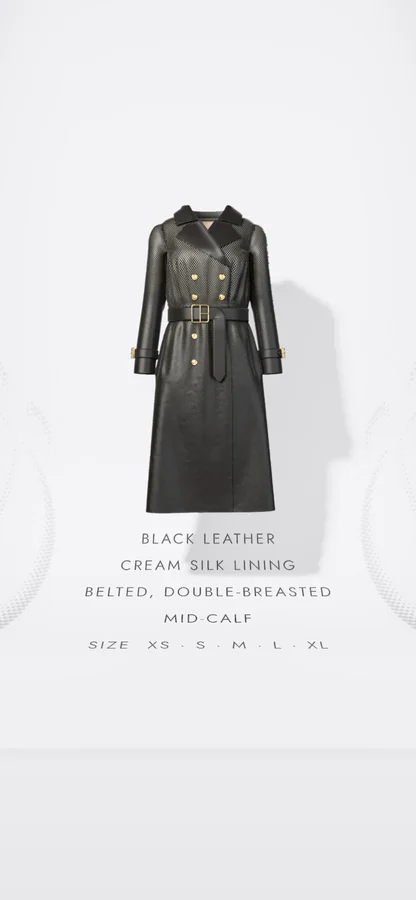 BLACK LEATHER
CREAM SILK LINING
BELTED, DOUBLE-BREASTED
MID-CALF
SIZE XS · S · M · L · XL